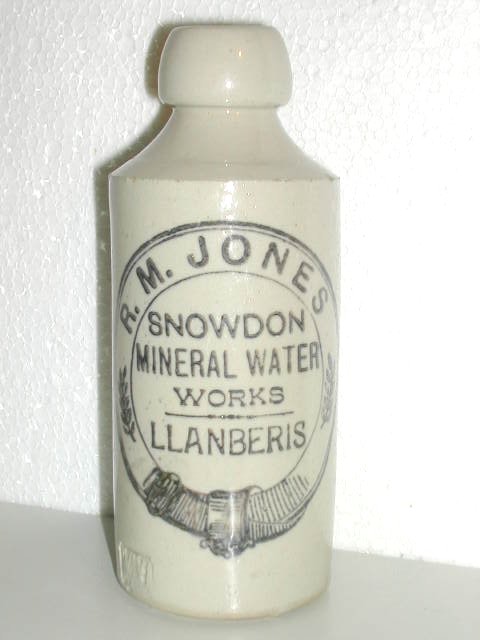 R. M. JONES
SNOWDON
MINERAL WATER
WORKS
LLANBERIS